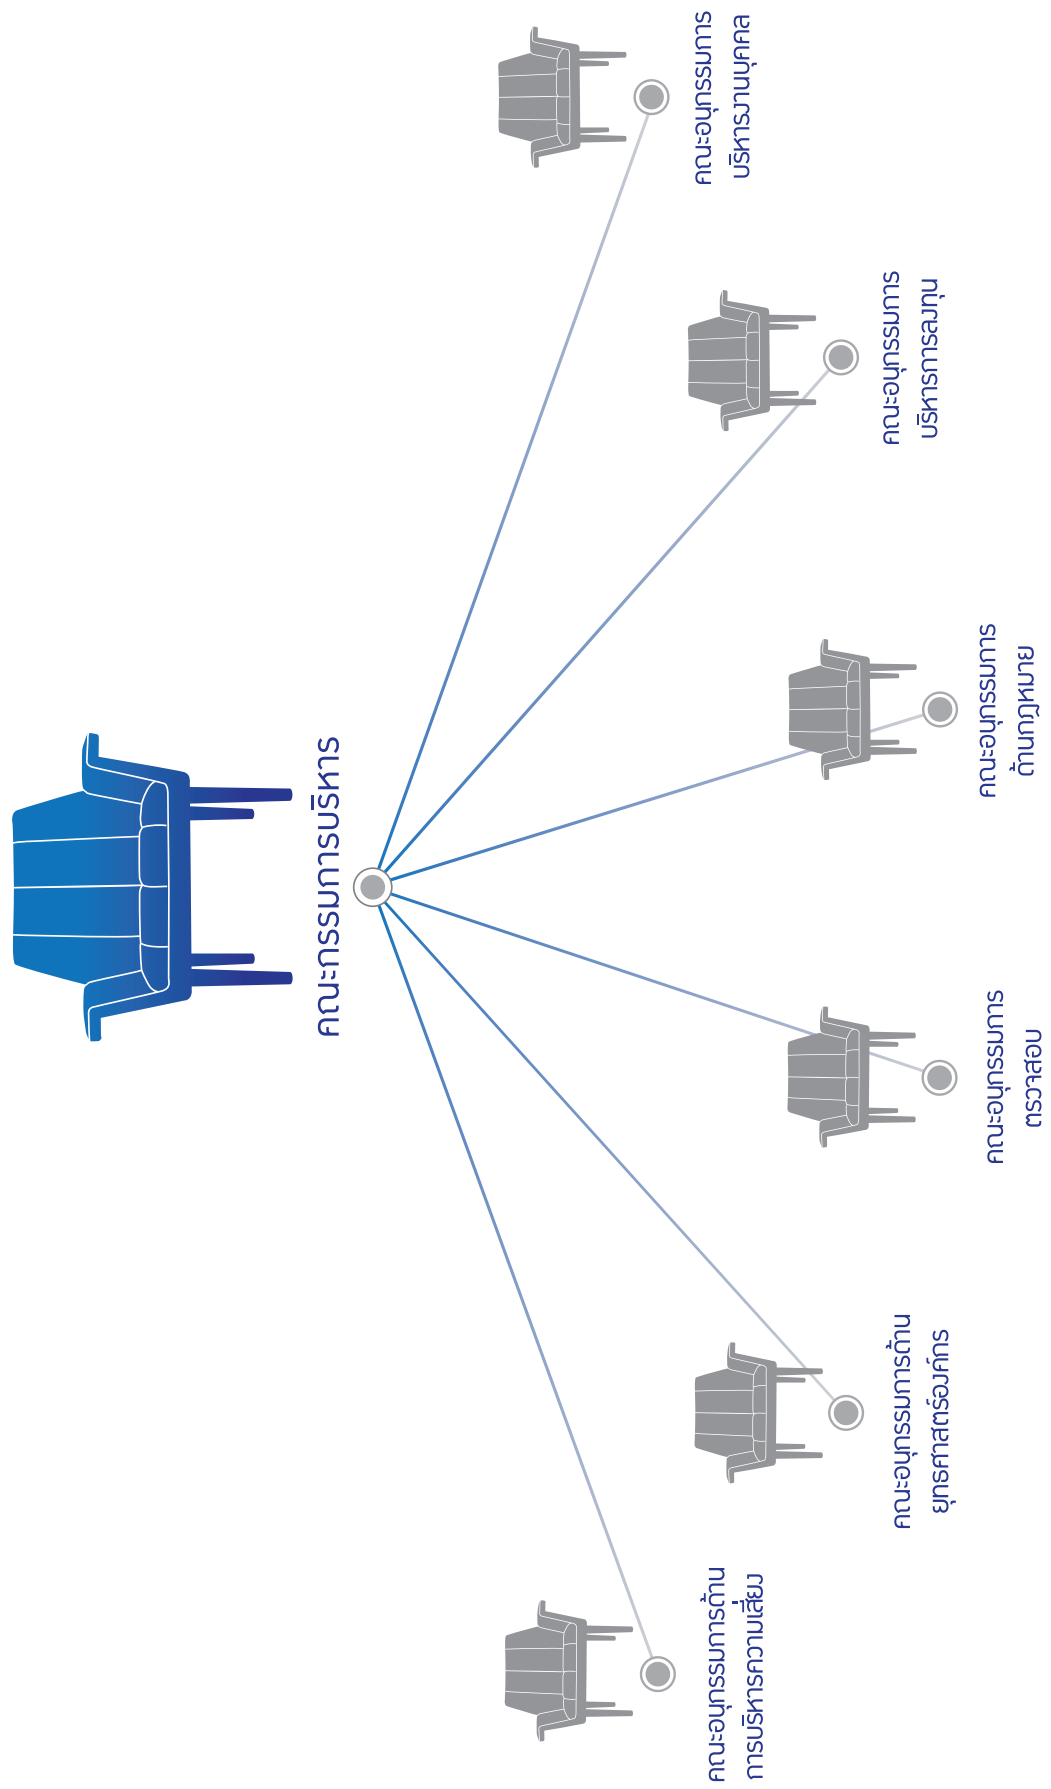 คณะกรรมการบริหาร
คณะอนุกรรมการด้าน
การบริหารความเสี่ยง
คณะอนุกรรมการด้าน
ยุทธศาสตร์องค์กร
คณะอนุกรรมการ
ตรวจสอบ
คณะอนุกรรมการ
ด้านกฎหมาย
คณะอนุกรรมการ
บริหารการลงทุน
คณะอนุกรรมการ
บริหารงานบุคคล